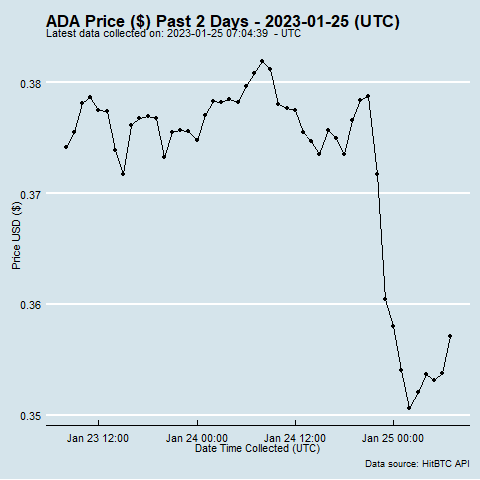 ADA Price ($) Past 2 Days - 2023-01-25 (UTC)
Latest data collected on: 2023-01-25 07:04:39  - UTC
0.38
0.37
0.36
0.35
Price USD ($)
Jan 23 12:00
Jan 24 00:00
Jan 24 12:00
Jan 25 00:00
Date Time Collected (UTC)
Data source: HitBTC API